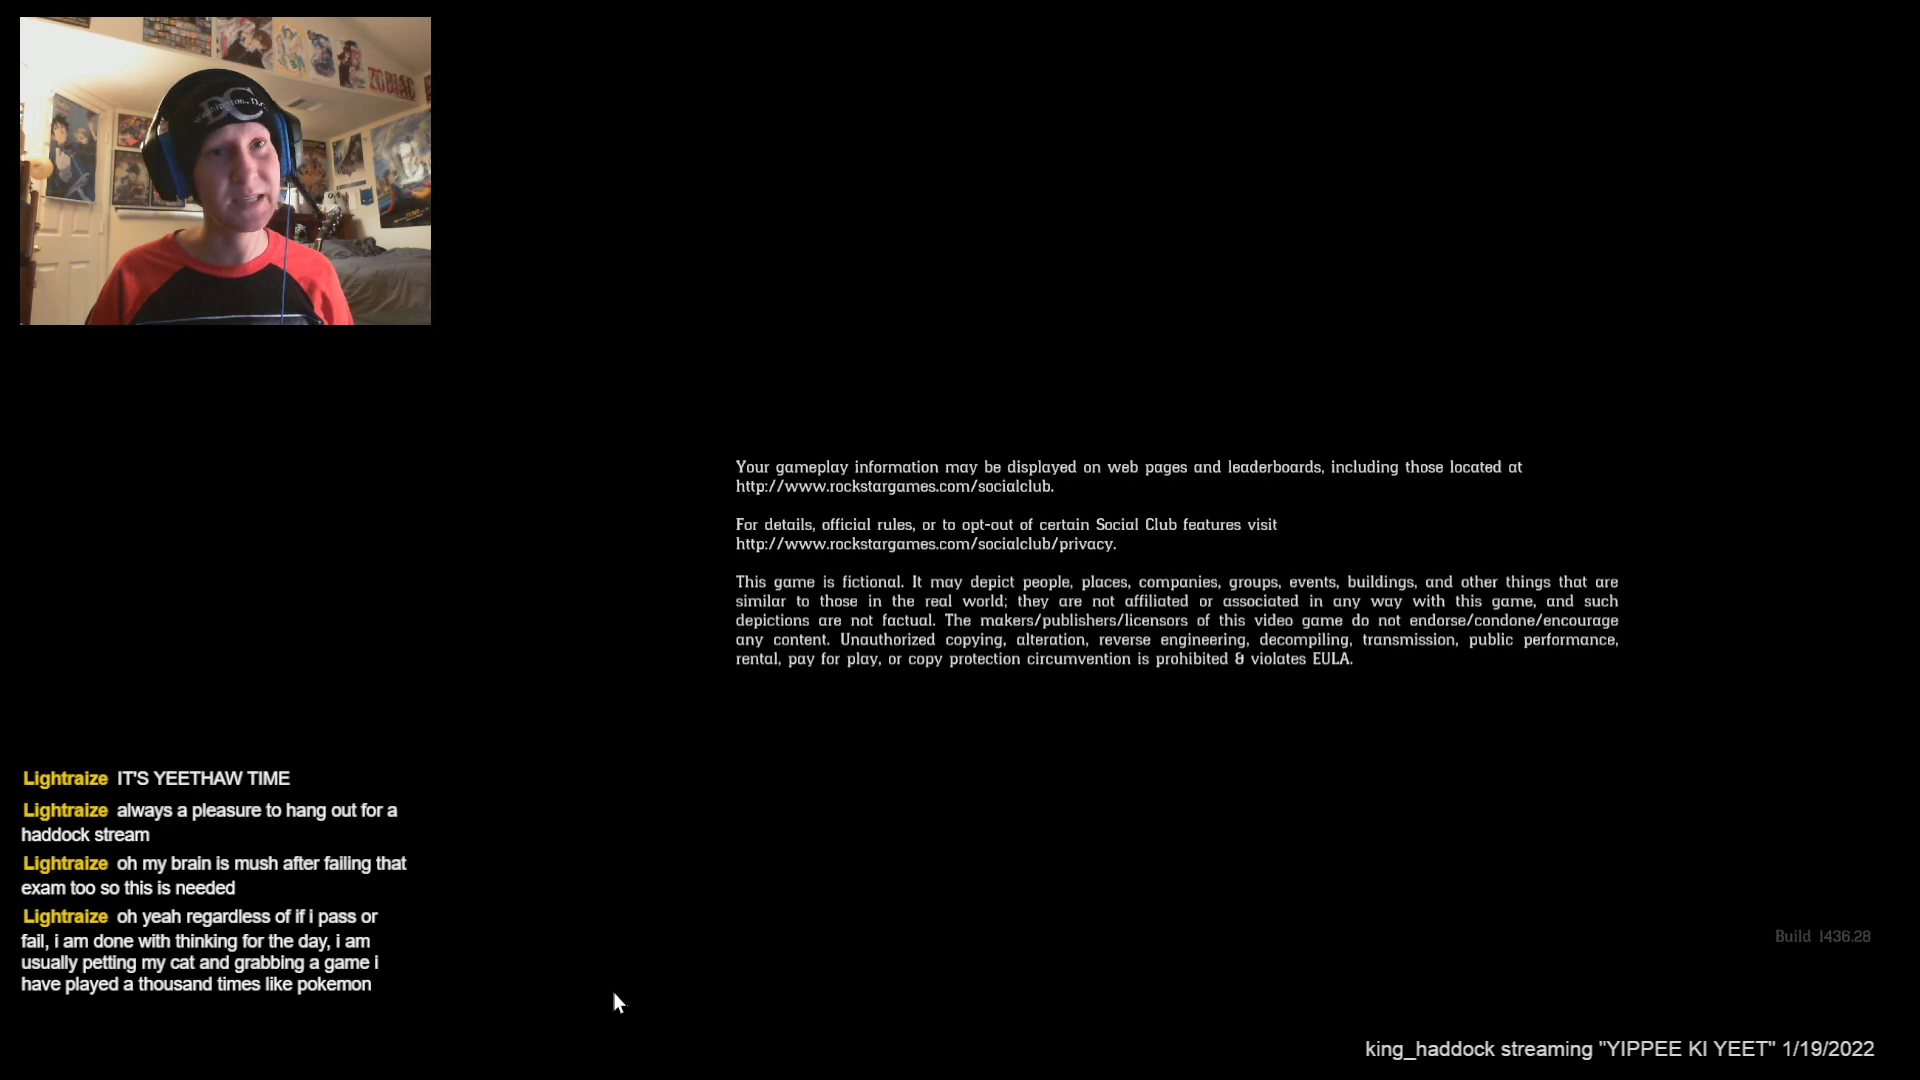 Washington, D.C.
DC
ZODIAC
Your gameplay information may be displayed on web pages and leaderboards, including those located at
http://www.rockstargames.com/socialclub.
For details, official rules, or to opt-out of certain Social Club features visit
http://www.rockstargames.com/socialclub/privacy.
This game is fictional. It may depict people, places, companies, groups, events, buildings, and other things that are
similar to those in the real world; they are not affiliated or associated in any way with this game, and such
depictions are not factual. The makers/publishers/licensors of this video game do not endorse/condone/encourage
any content. Unauthorized copying, alteration, reverse engineering, decompiling, transmission, public performance,
rental, pay for play, or copy protection circumvention is prohibited & violates EULA.
Lightraize IT'S YEETHAW TIME
Lightraize always a pleasure to hang out for a
haddock stream
Lightraize oh my brain is mush after failing that
exam too so this is needed
Lightraize oh yeah regardless of if i pass or
fail, i am done with thinking for the day, i am
usually petting my cat and grabbing a game i
have played a thousand times like pokemon
Build 1436.28
king_haddock streaming "YIPPEE KI YEET" 1/19/2022